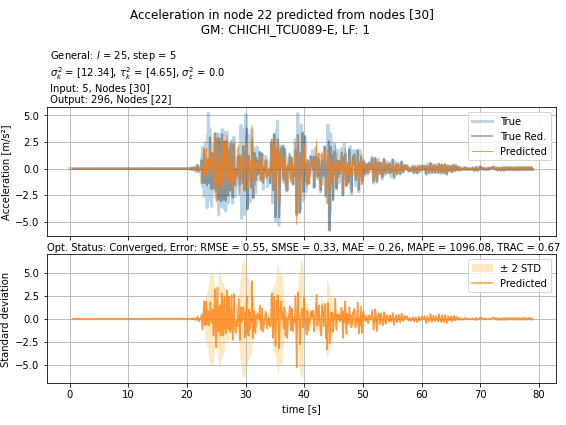 Acceleration in node 22 predicted from nodes [30]
GM: CHICHI_TCU089-E, LF: 1
General: l = 25, step = 5
σ²ₖ = [12.34], τ²ₖ = [4.65], σ²ε = 0.0
Input: 5, Nodes [30]
Output: 296, Nodes [22]
5.0
2.5
0.0
−2.5
−5.0
Acceleration [m/s²]
True
True Red.
Predicted
Opt. Status: Converged, Error: RMSE = 0.55, SMSE = 0.33, MAE = 0.26, MAPE = 1096.08, TRAC = 0.67
5.0
2.5
0.0
−2.5
−5.0
Standard deviation
± 2 STD
Predicted
0 10 20 30 40 50 60 70 80
time [s]